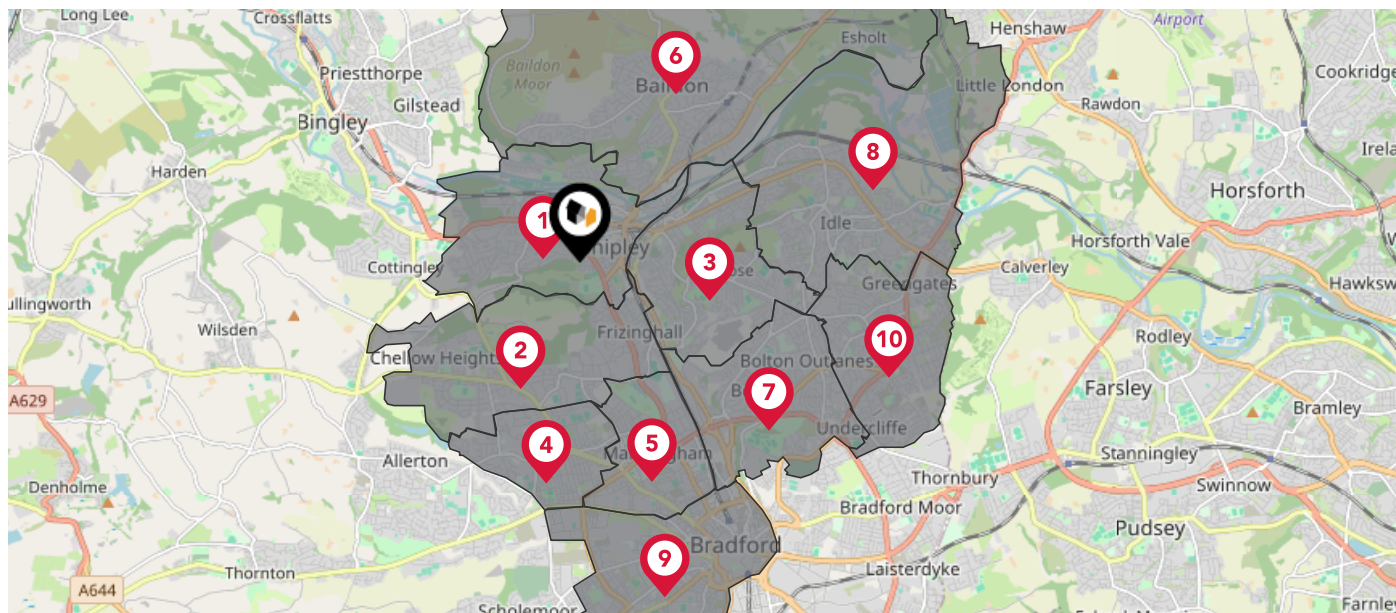 Long Lee
Crossflatts
Airport
Henshaw
Esholt
6
Baildon
Moor
Priestthorpe
Cookridge
Baildon
Little London
Gilstead
Rawdon
Bingley
8
Harden
Horsforth
1
Idle
Shipley
Horsforth Vale
3
Cottingley
Calverley
Greengates
Wilsden
Frizinghall
Rodley
10
2
Chellow Heights
Bolton Outlanes
Farsley
7
A629
Bramley
4
5
Undercliffe
Manningham
Allerton
Stanningley
Thornbury
Denholme
Swinnow
Bradford Moor
Pudsey
Bradford
9
Laisterdyke
Thornton
A644
Scholemoor